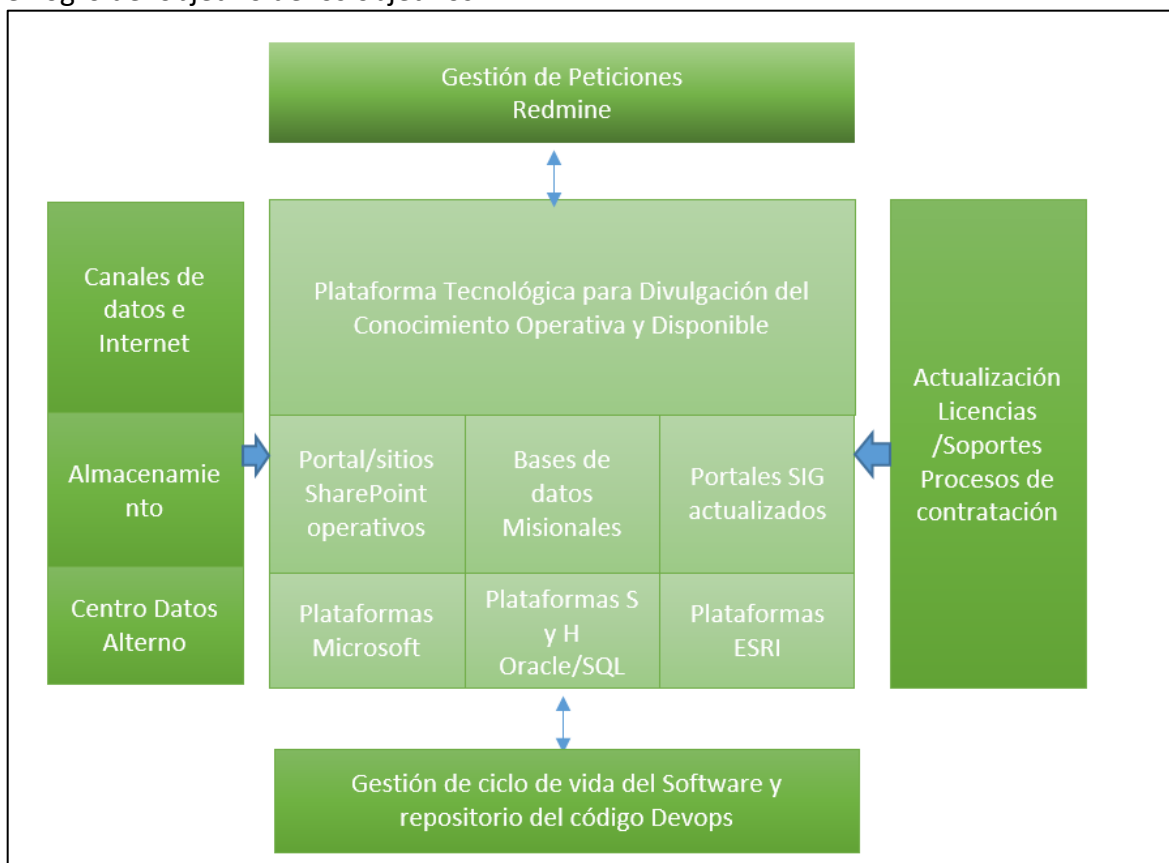 Gestión de Peticiones
Redmine
Canales de
datos e
Internet
Plataforma Tecnológica para Divulgación del
Conocimiento Operativa y Disponible
Actualización
Licencias
/Soportes
Procesos de
contratación
Almacenamie
nto
Portal/sitios
SharePoint
operativos
Bases de
datos
Misionales
Portales SIG
actualizados
Centro Datos
Alterno
Plataformas
Microsoft
Plataformas S
y H
Oracle/SQL
Plataformas
ESRI
Gestión de ciclo de vida del Software y
repositorio del código Devops